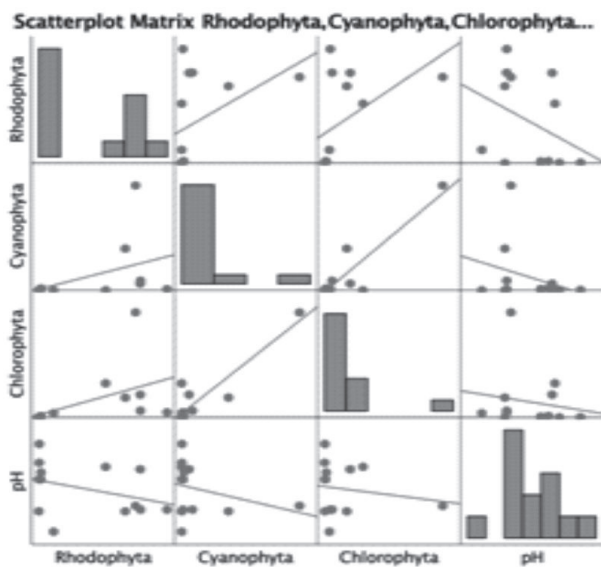 Scatterplot Matrix Rhodophyta,Cyanophyta,Chlorophyta...
Rhodophyta
Cyanophyta
Chlorophyta
pH
Rhodophyta Cyanophyta Chlorophyta pH